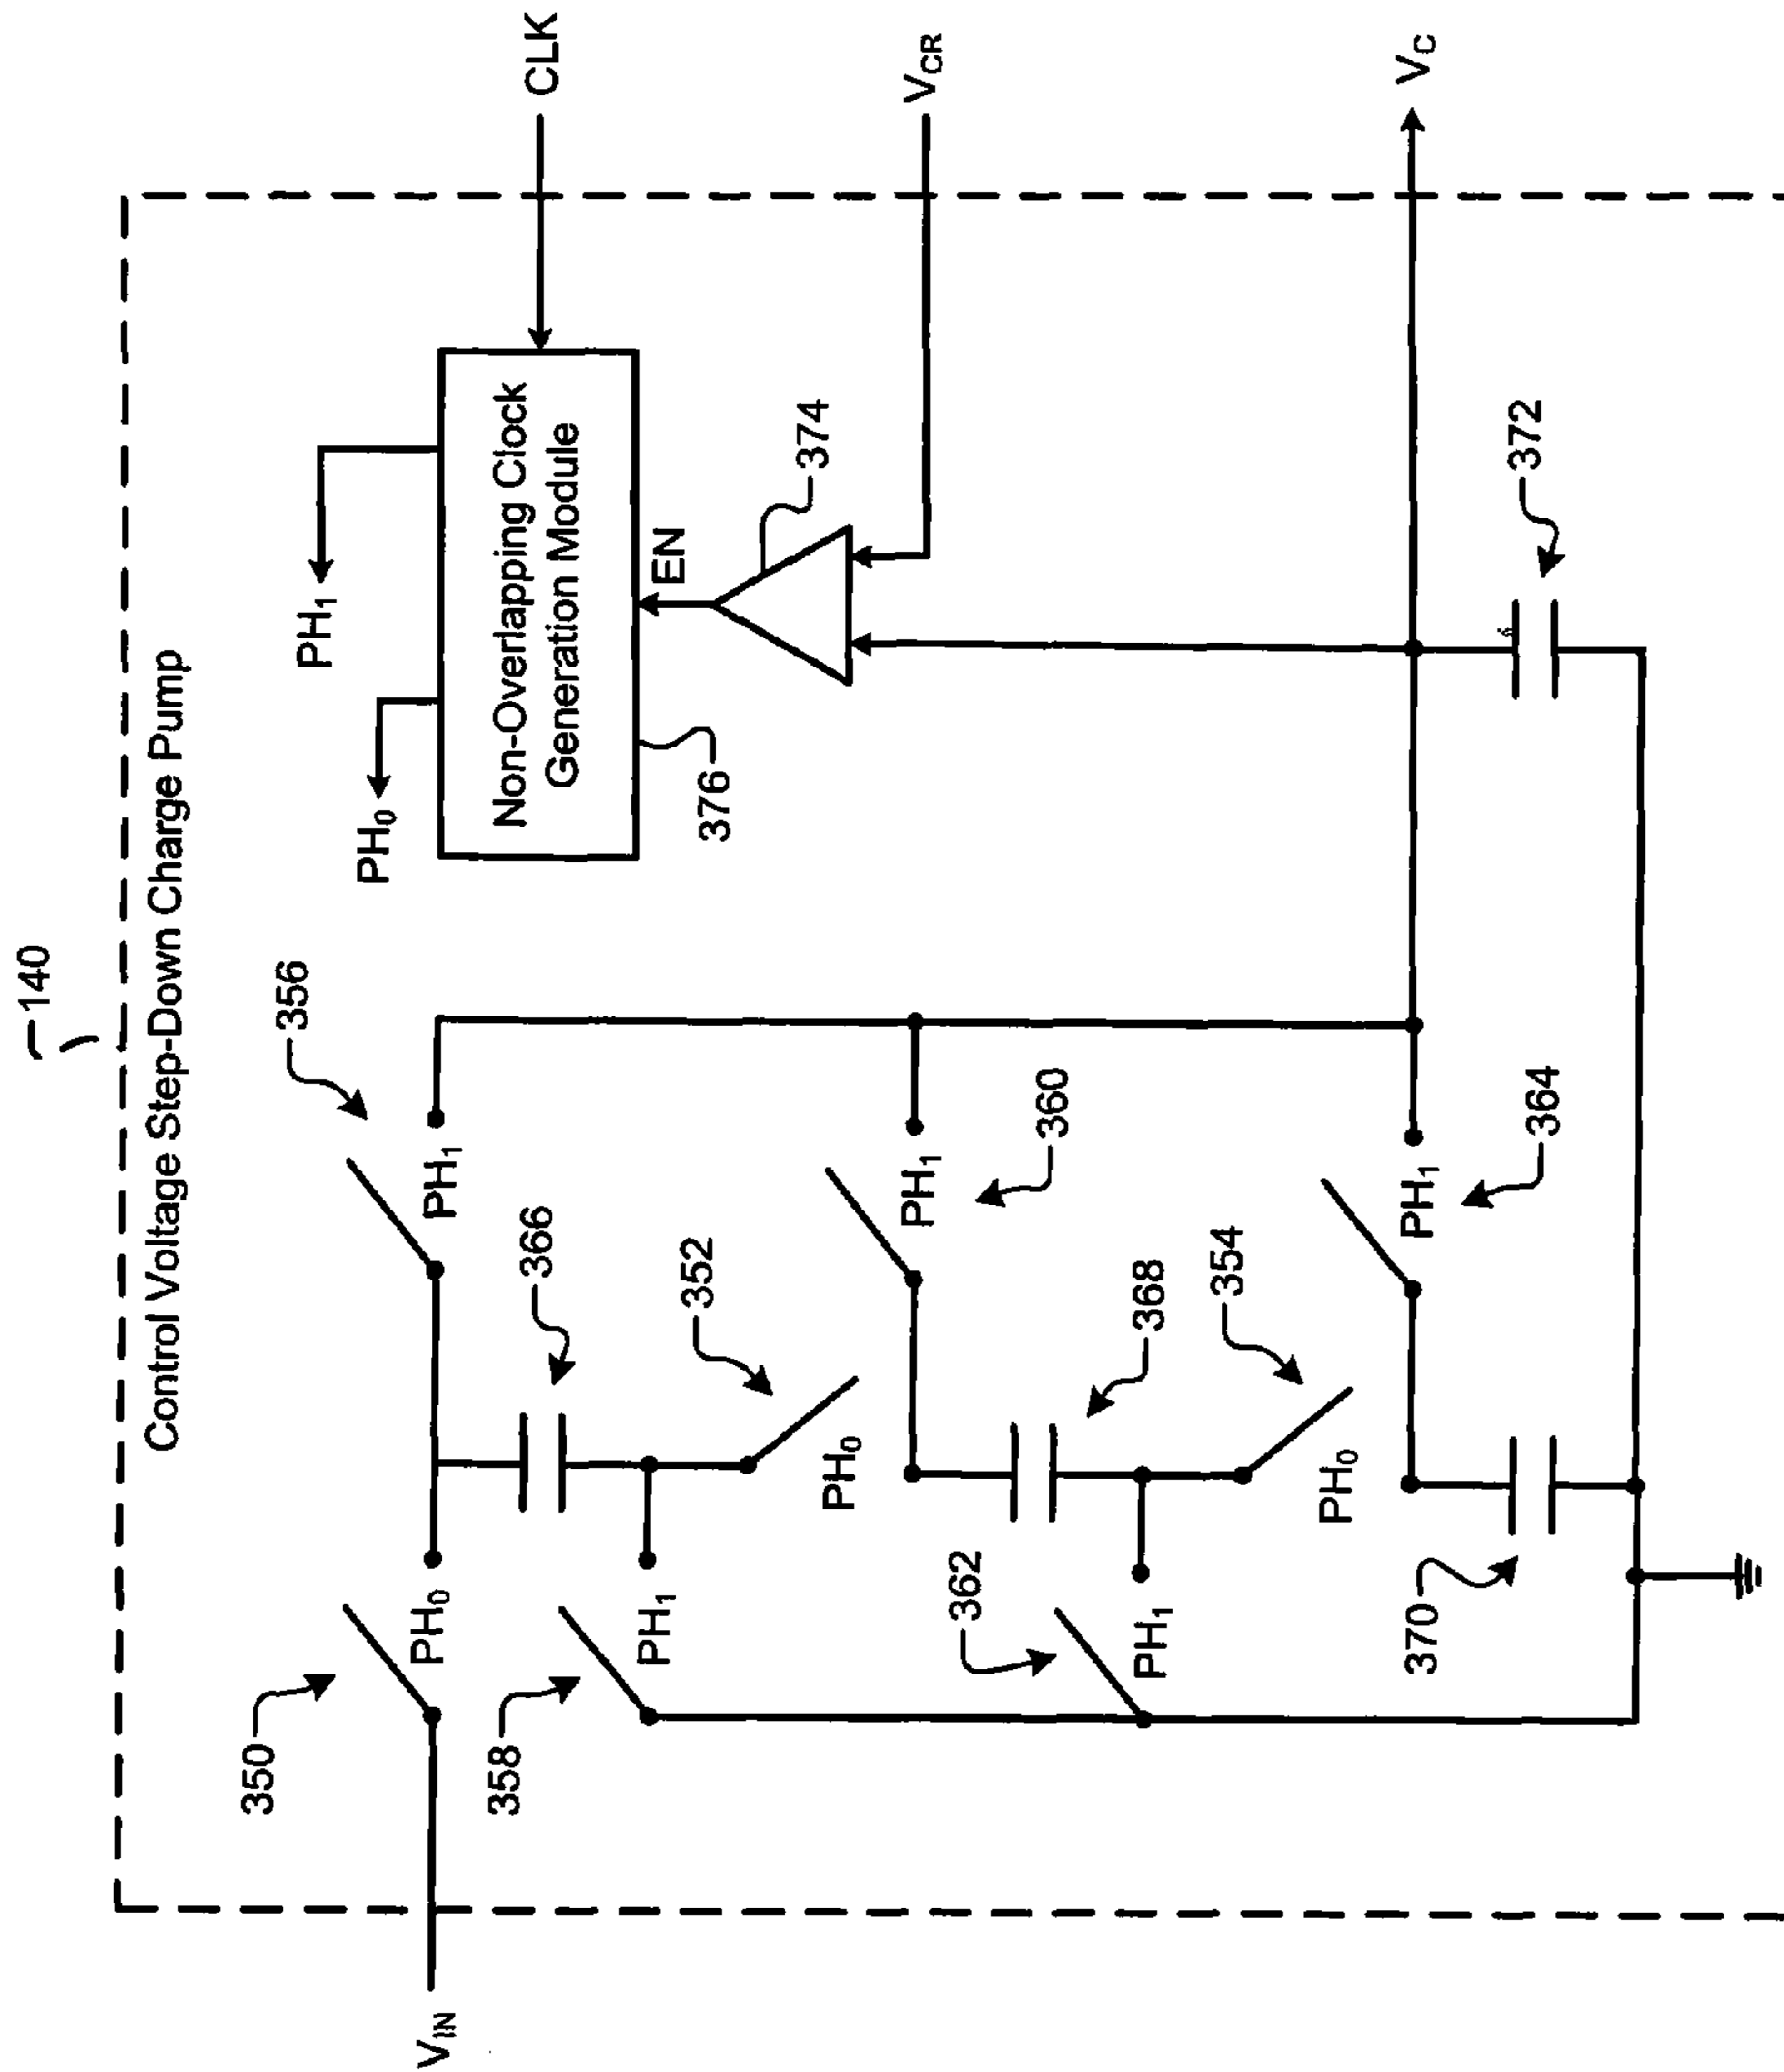 140
Control Voltage Step-Down Charge Pump
VIN
350
PH0
356
PH1
366
358
PH1
352
PH0
360
PH1
368
362
PH1
354
PH0
364
PH1
370
PH0
PH1
Non-Overlapping Clock
Generation Module
376
EN
374
372
CLK
VCR
VC